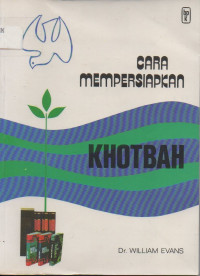 CARA
MEMPERSIAPKAN
KHOTBAH
Dr. WILLIAM EVANS